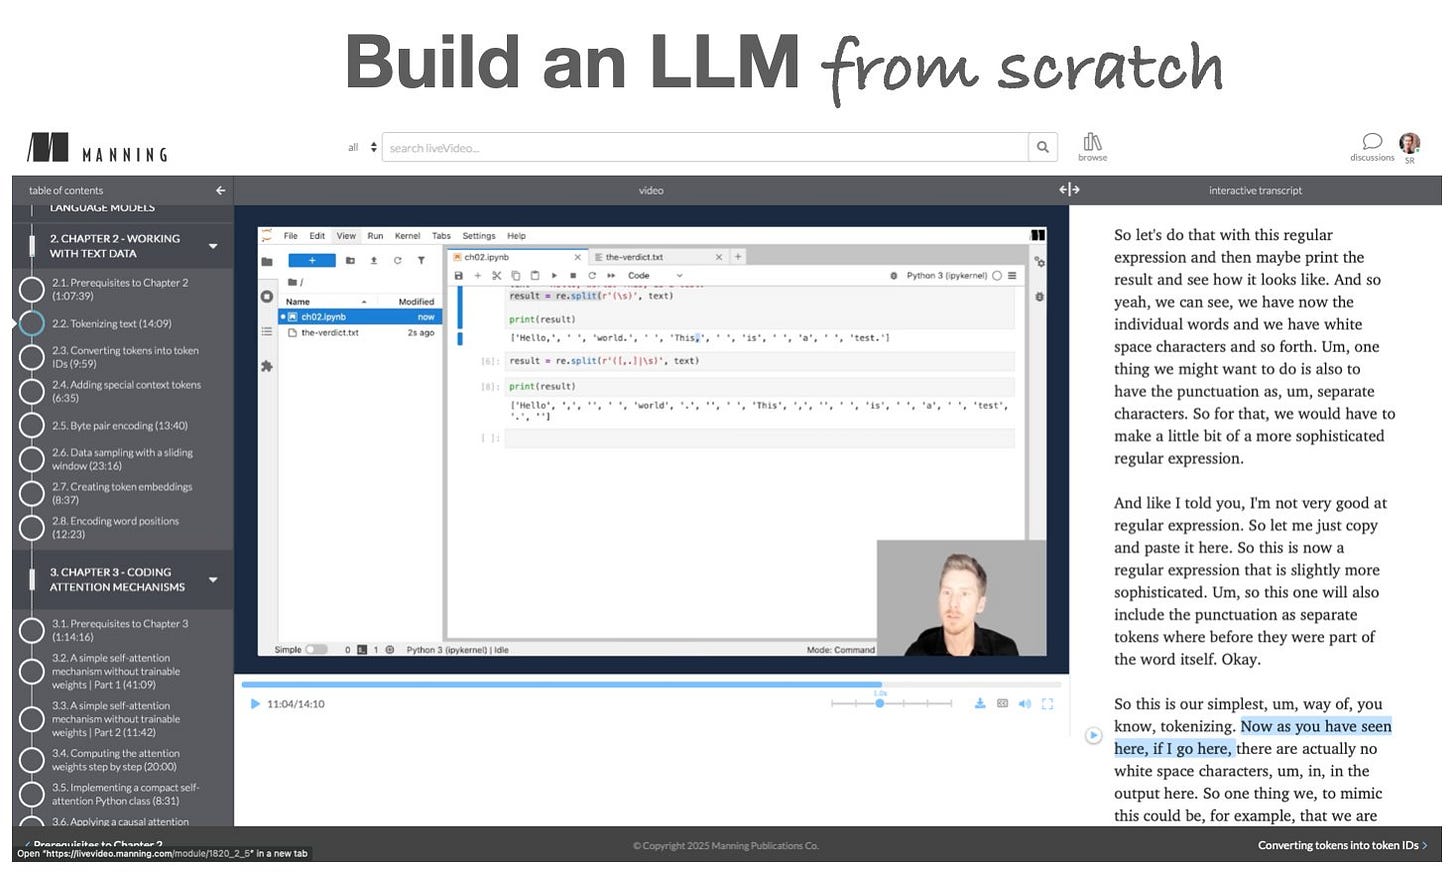 Build an LLM from scratch
MANNING
all
search liveVideo...
browse
discussions
SR
table of contents
video
interactive transcript
LANGUAGE MODELS
2. CHAPTER 2 - WORKING
WITH TEXT DATA
2.1. Prerequisites to Chapter 2
(1:07:39)
2.2. Tokenizing text (14:09)
2.3. Converting tokens into token
IDs (9:59)
2.4. Adding special context tokens
(6:35)
2.5. Byte pair encoding (13:40)
2.6. Data sampling with a sliding
window (23:16)
2.7. Creating token embeddings
(8:37)
2.8. Encoding word positions
(12:23)
3. CHAPTER 3 - CODING
ATTENTION MECHANISMS
3.1. Prerequisites to Chapter 3
(1:14:16)
3.2. A simple self-attention
mechanism without trainable
weights | Part 1 (41:09)
3.3. A simple self-attention
mechanism without trainable
weights | Part 2 (11:42)
3.4. Computing the attention
weights step by step (20:00)
3.5. Implementing a compact self-
attention Python class (8:31)
3.6. Applying a causal attention
File Edit View Run Kernel Tabs Settings Help
/
Name Modified
ch02.ipynb now
the-verdict.txt 2s ago
ch02.ipynb
the-verdict.txt
Code
Python 3 (ipykernel)
result = re.split(r'(\s)', text)
print(result)
['Hello,', ' ', 'world.', ' ', 'This,', ' ', 'is', ' ', 'a', ' ', 'test.']
[6]: result = re.split(r'([,.]|\s)', text)
[8]: print(result)
['Hello', ',', '', ' ', 'world', '.', '', ' ', 'This', ',', '', ' ', 'is', ' ', 'a', ' ', 'test',
'.', '']
[ ]:
Simple 0 1 Python 3 (ipykernel) | Idle
Mode: Command
1.0x
11:04/14:10
So let's do that with this regular
expression and then maybe print the
result and see how it looks like. And so
yeah, we can see, we have now the
individual words and we have white
space characters and so forth. Um, one
thing we might want to do is also to
have the punctuation as, um, separate
characters. So for that, we would have to
make a little bit of a more sophisticated
regular expression.
And like I told you, I'm not very good at
regular expression. So let me just copy
and paste it here. So this is now a
regular expression that is slightly more
sophisticated. Um, so this one will also
include the punctuation as separate
tokens where before they were part of
the word itself. Okay.
So this is our simplest, um, way of, you
know, tokenizing. Now as you have seen
here, if I go here, there are actually no
white space characters, um, in, in the
output here. So one thing we, to mimic
this could be, for example, that we are
Prerequisites to Chapter 2
Open "https://livevideo.manning.com/module/1820_2_5" in a new tab
© Copyright 2025 Manning Publications Co.
Converting tokens into token IDs